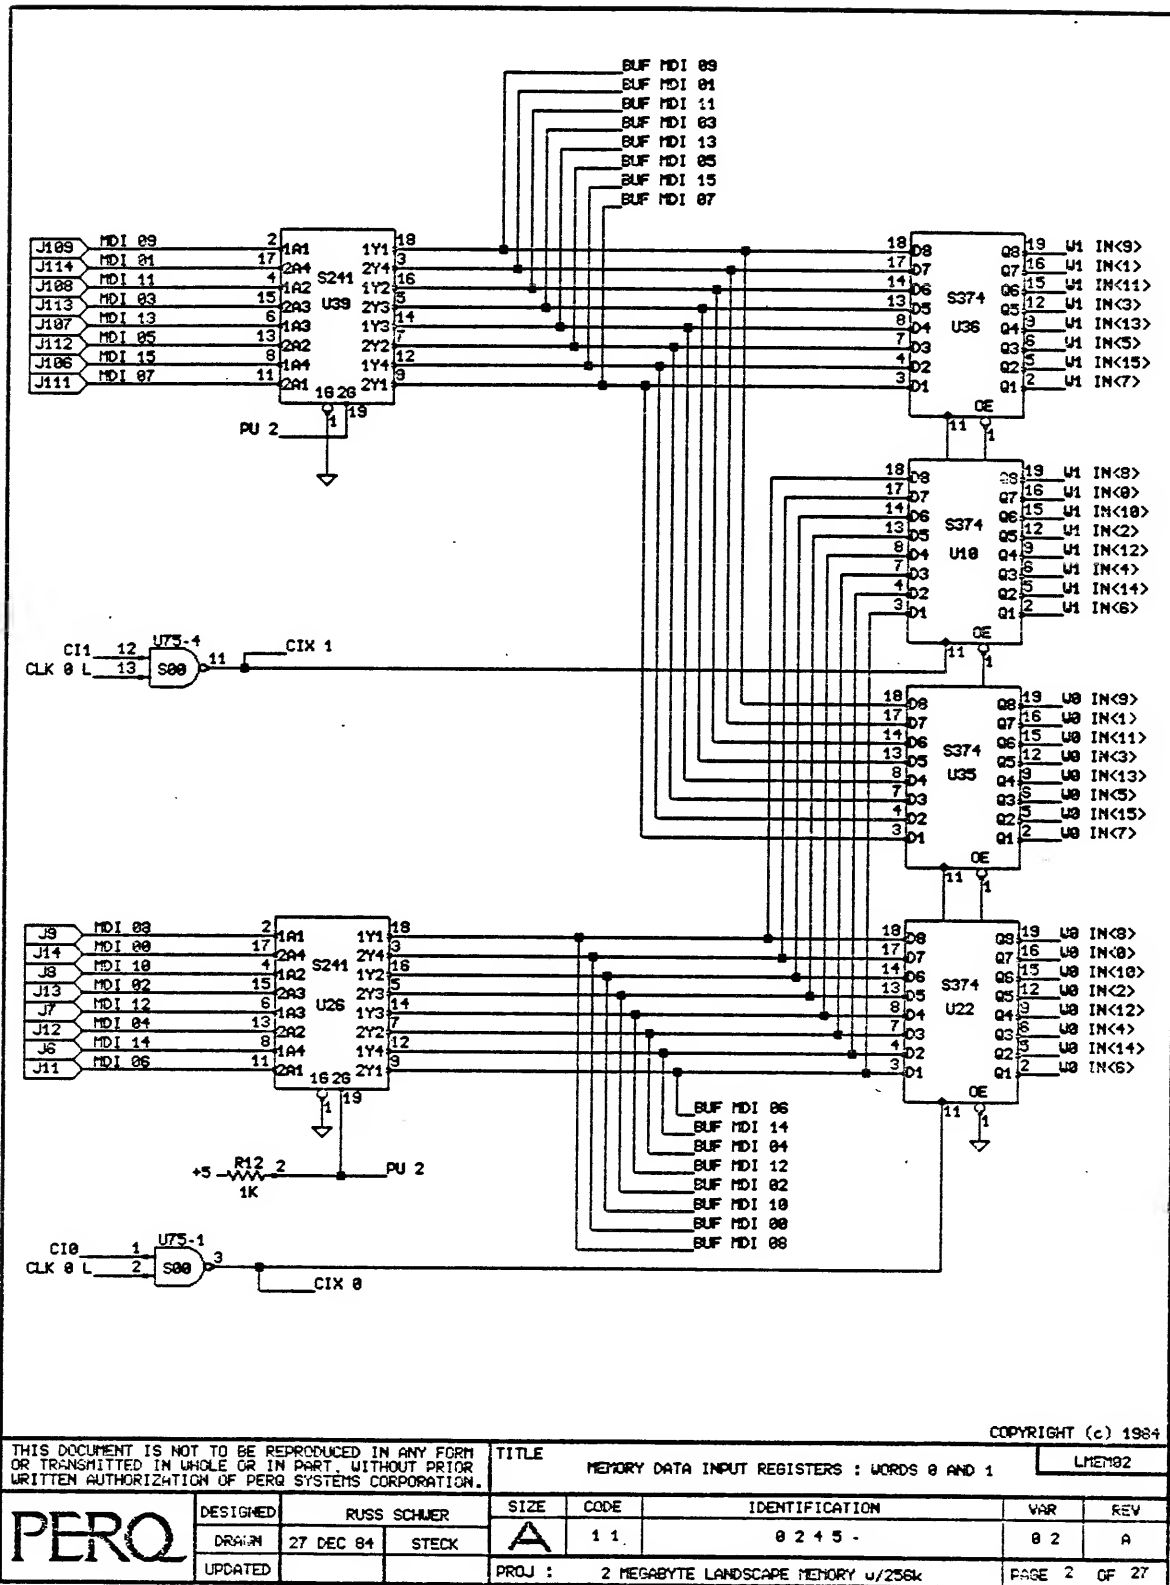 BUF MDI 09
BUF MDI 01
BUF MDI 11
BUF MDI 03
BUF MDI 13
BUF MDI 05
BUF MDI 15
BUF MDI 07
J109 MDI 09 2 1A1 1Y1 18
J114 MDI 01 17 2A4 2Y4 3
J108 MDI 11 4 1A2 1Y2 16
J113 MDI 03 15 2A3 2Y3 5
J107 MDI 13 6 1A3 1Y3 14
J112 MDI 05 13 2A2 2Y2 7
J106 MDI 15 8 1A4 1Y4 12
J111 MDI 07 11 2A1 2Y1 9
S241
U39
1G 2G
1 19
PU 2
18 D8 Q8 19 W1 IN<9>
17 D7 Q7 16 W1 IN<1>
14 D6 Q6 15 W1 IN<11>
13 D5 Q5 12 W1 IN<3>
8 D4 Q4 9 W1 IN<13>
7 D3 Q3 6 W1 IN<5>
4 D2 Q2 5 W1 IN<15>
3 D1 Q1 2 W1 IN<7>
S374
U36
OE
11 1
18 D8 Q8 19 W1 IN<8>
17 D7 Q7 16 W1 IN<0>
14 D6 Q6 15 W1 IN<10>
13 D5 Q5 12 W1 IN<2>
8 D4 Q4 9 W1 IN<12>
7 D3 Q3 6 W1 IN<4>
4 D2 Q2 5 W1 IN<14>
3 D1 Q1 2 W1 IN<6>
S374
U10
OE
11 1
U75-4
CI1 12
CLK 0 L 13 S00 11
CIX 1
18 D8 Q8 19 W0 IN<9>
17 D7 Q7 16 W0 IN<1>
14 D6 Q6 15 W0 IN<11>
13 D5 Q5 12 W0 IN<3>
8 D4 Q4 9 W0 IN<13>
7 D3 Q3 6 W0 IN<5>
4 D2 Q2 5 W0 IN<15>
3 D1 Q1 2 W0 IN<7>
S374
U35
OE
11 1
J9 MDI 08 2 1A1 1Y1 18
J14 MDI 00 17 2A4 2Y4 3
J8 MDI 10 4 1A2 1Y2 16
J13 MDI 02 15 2A3 2Y3 5
J7 MDI 12 6 1A3 1Y3 14
J12 MDI 04 13 2A2 2Y2 7
J6 MDI 14 8 1A4 1Y4 12
J11 MDI 06 11 2A1 2Y1 9
S241
U26
1G 2G
1 19
18 D8 Q8 19 W0 IN<8>
17 D7 Q7 16 W0 IN<0>
14 D6 Q6 15 W0 IN<10>
13 D5 Q5 12 W0 IN<2>
8 D4 Q4 9 W0 IN<12>
7 D3 Q3 6 W0 IN<4>
4 D2 Q2 5 W0 IN<14>
3 D1 Q1 2 W0 IN<6>
S374
U22
OE
11 1
BUF MDI 06
BUF MDI 14
BUF MDI 04
BUF MDI 12
BUF MDI 02
BUF MDI 10
BUF MDI 00
BUF MDI 08
+5 R12 2 PU 2
1K
U75-1
CI0 1
CLK 0 L 2 S00 3
CIX 0
COPYRIGHT (c) 1984
THIS DOCUMENT IS NOT TO BE REPRODUCED IN ANY FORM
OR TRANSMITTED IN WHOLE OR IN PART, WITHOUT PRIOR
WRITTEN AUTHORIZATION OF PERQ SYSTEMS CORPORATION.
TITLE
MEMORY DATA INPUT REGISTERS : WORDS 0 AND 1
LMEM02
PERQ
DESIGNED RUSS SCHUER
DRAWN 27 DEC 84 STECK
UPDATED
SIZE CODE IDENTIFICATION VAR REV
A 1 1. 0 2 4 5 - 0 2 A
PROJ : 2 MEGABYTE LANDSCAPE MEMORY w/256k PAGE 2 OF 27